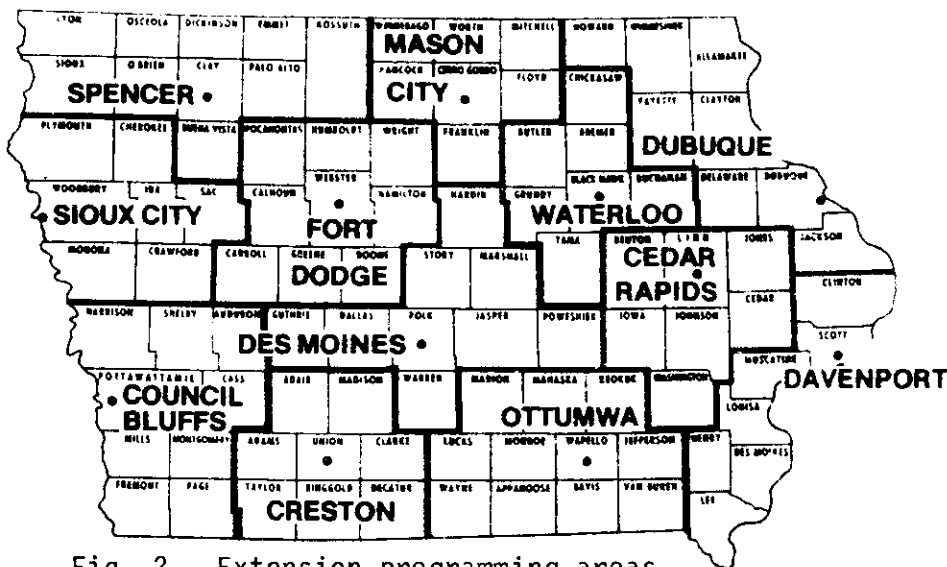 LYON OSCEOLA DICKINSON EMMET KOSSUTH WINNEBAGO WORTH MITCHELL HOWARD WINNESHIEK ALLAMAKEE
MASON
SIOUX O'BRIEN CLAY PALO ALTO HANCOCK CERRO GORDO FLOYD CHICKASAW
SPENCER
CITY
FAYETTE CLAYTON
PLYMOUTH CHEROKEE BUENA VISTA POCAHONTAS HUMBOLDT WRIGHT FRANKLIN BUTLER BREMER
DUBUQUE
WEBSTER
WOODBURY IDA SAC CALHOUN HAMILTON HARDIN GRUNDY BLACK HAWK BUCHANAN DELAWARE DUBUQUE
SIOUX CITY
FORT
WATERLOO
MONONA CRAWFORD CARROLL GREENE BOONE STORY MARSHALL TAMA BENTON LINN JONES JACKSON
DODGE
CEDAR
RAPIDS
CLINTON
CEDAR
HARRISON SHELBY AUDUBON GUTHRIE DALLAS POLK JASPER POWESHIEK IOWA JOHNSON
SCOTT
DES MOINES
MUSCATINE
DAVENPORT
POTTAWATTAMIE CASS ADAIR MADISON WARREN MARION MAHASKA KEOKUK WASHINGTON
COUNCIL
BLUFFS
OTTUMWA
LOUISA
MILLS MONTGOMERY ADAMS UNION CLARKE LUCAS MONROE WAPELLO JEFFERSON HENRY
DES MOINES
FREMONT PAGE TAYLOR RINGGOLD DECATUR WAYNE APPANOOSE DAVIS VAN BUREN
LEE
CRESTON
Fig. 2. Extension programming areas